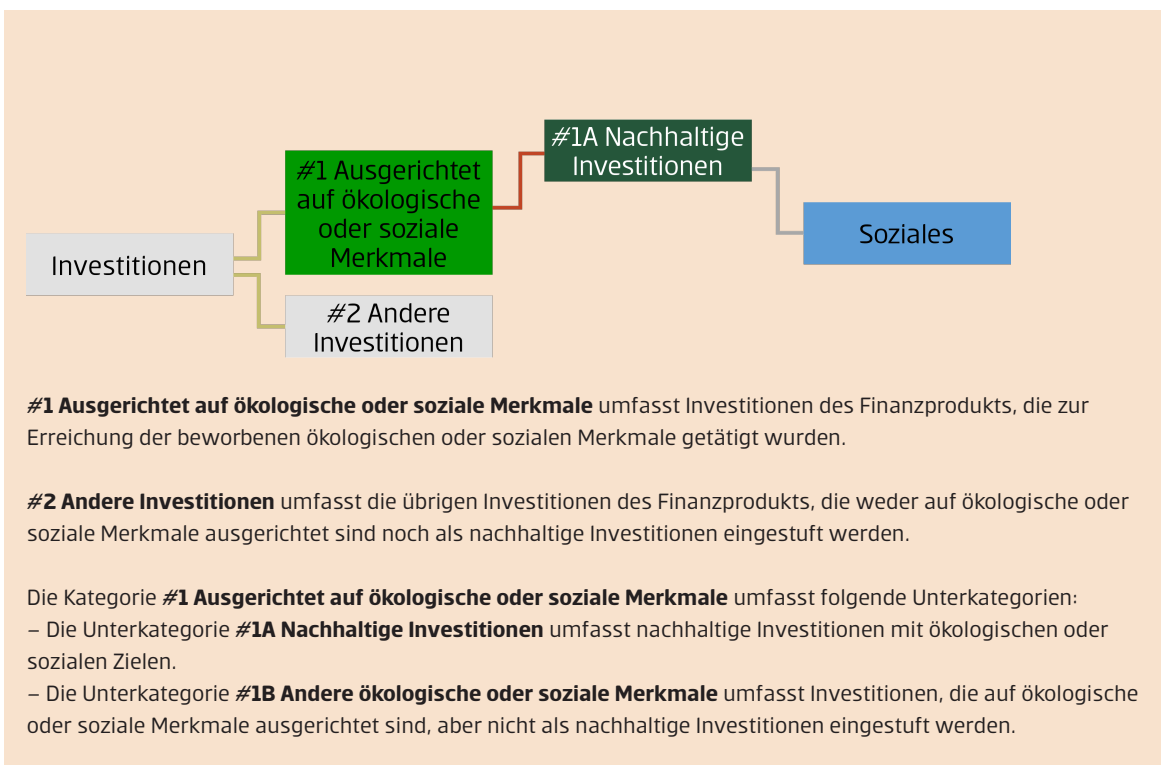 #1A Nachhaltige
Investitionen
#1 Ausgerichtet
auf ökologische
oder soziale
Merkmale
Soziales
Investitionen
#2 Andere
Investitionen
#1 Ausgerichtet auf ökologische oder soziale Merkmale umfasst Investitionen des Finanzprodukts, die zur
Erreichung der beworbenen ökologischen oder sozialen Merkmale getätigt wurden.
#2 Andere Investitionen umfasst die übrigen Investitionen des Finanzprodukts, die weder auf ökologische oder
soziale Merkmale ausgerichtet sind noch als nachhaltige Investitionen eingestuft werden.
Die Kategorie #1 Ausgerichtet auf ökologische oder soziale Merkmale umfasst folgende Unterkategorien:
– Die Unterkategorie #1A Nachhaltige Investitionen umfasst nachhaltige Investitionen mit ökologischen oder
sozialen Zielen.
– Die Unterkategorie #1B Andere ökologische oder soziale Merkmale umfasst Investitionen, die auf ökologische
oder soziale Merkmale ausgerichtet sind, aber nicht als nachhaltige Investitionen eingestuft werden.